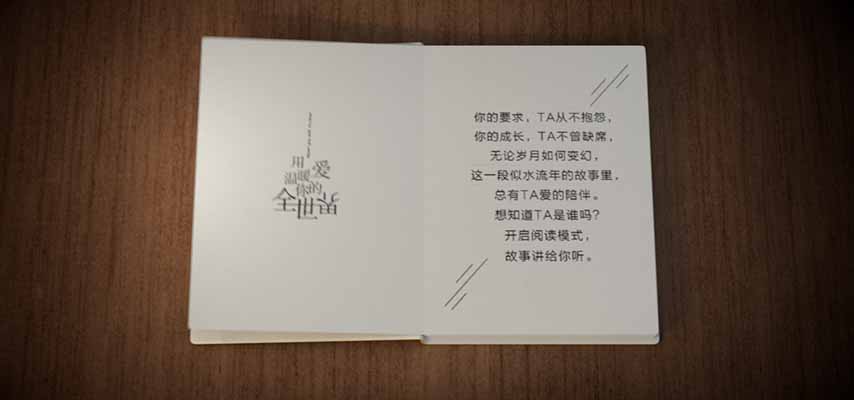 用爱
温暖
你的
全世界
你的要求，TA从不抱怨，
你的成长，TA不曾缺席，
无论岁月如何变幻，
这一段似水流年的故事里，
总有TA爱的陪伴。
想知道TA是谁吗？
开启阅读模式，
故事讲给你听。